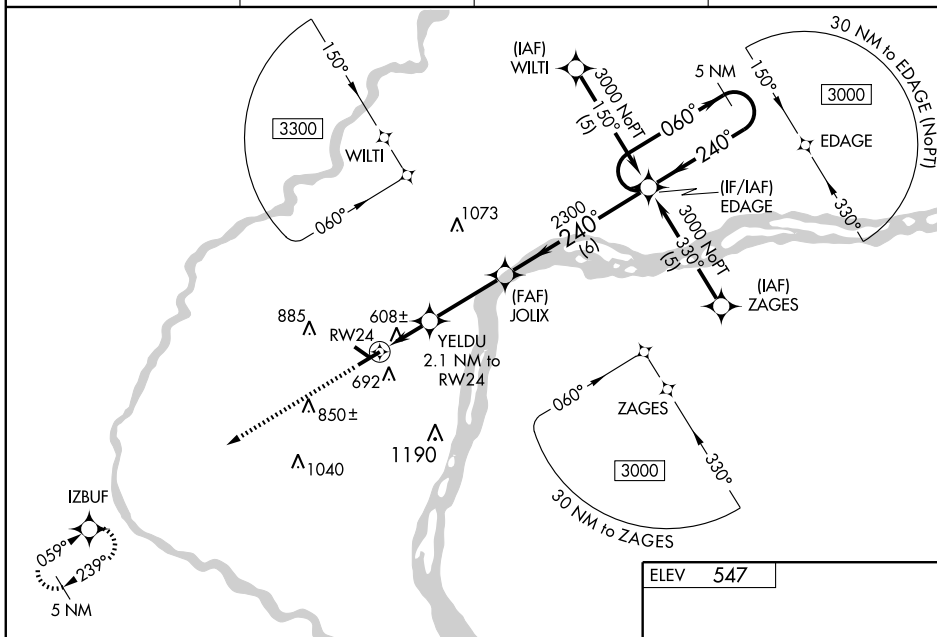 30 NM to EDAGE (NoPT)
(IAF)
WILTI
150°
3000 NoPT
150°
(5)
5 NM
060°
240°
150°
3000
EDAGE
330°
3300
WILTI
060°
(IF/IAF)
EDAGE
1073
2300
240°
(6)
3000 NoPT
330°
(5)
(FAF)
JOLIX
(IAF)
ZAGES
885
608±
RW24
YELDU
2.1 NM to
RW24
692
850±
060°
ZAGES
1190
1040
3000
330°
30 NM to ZAGES
IZBUF
059°
239°
5 NM
ELEV 547